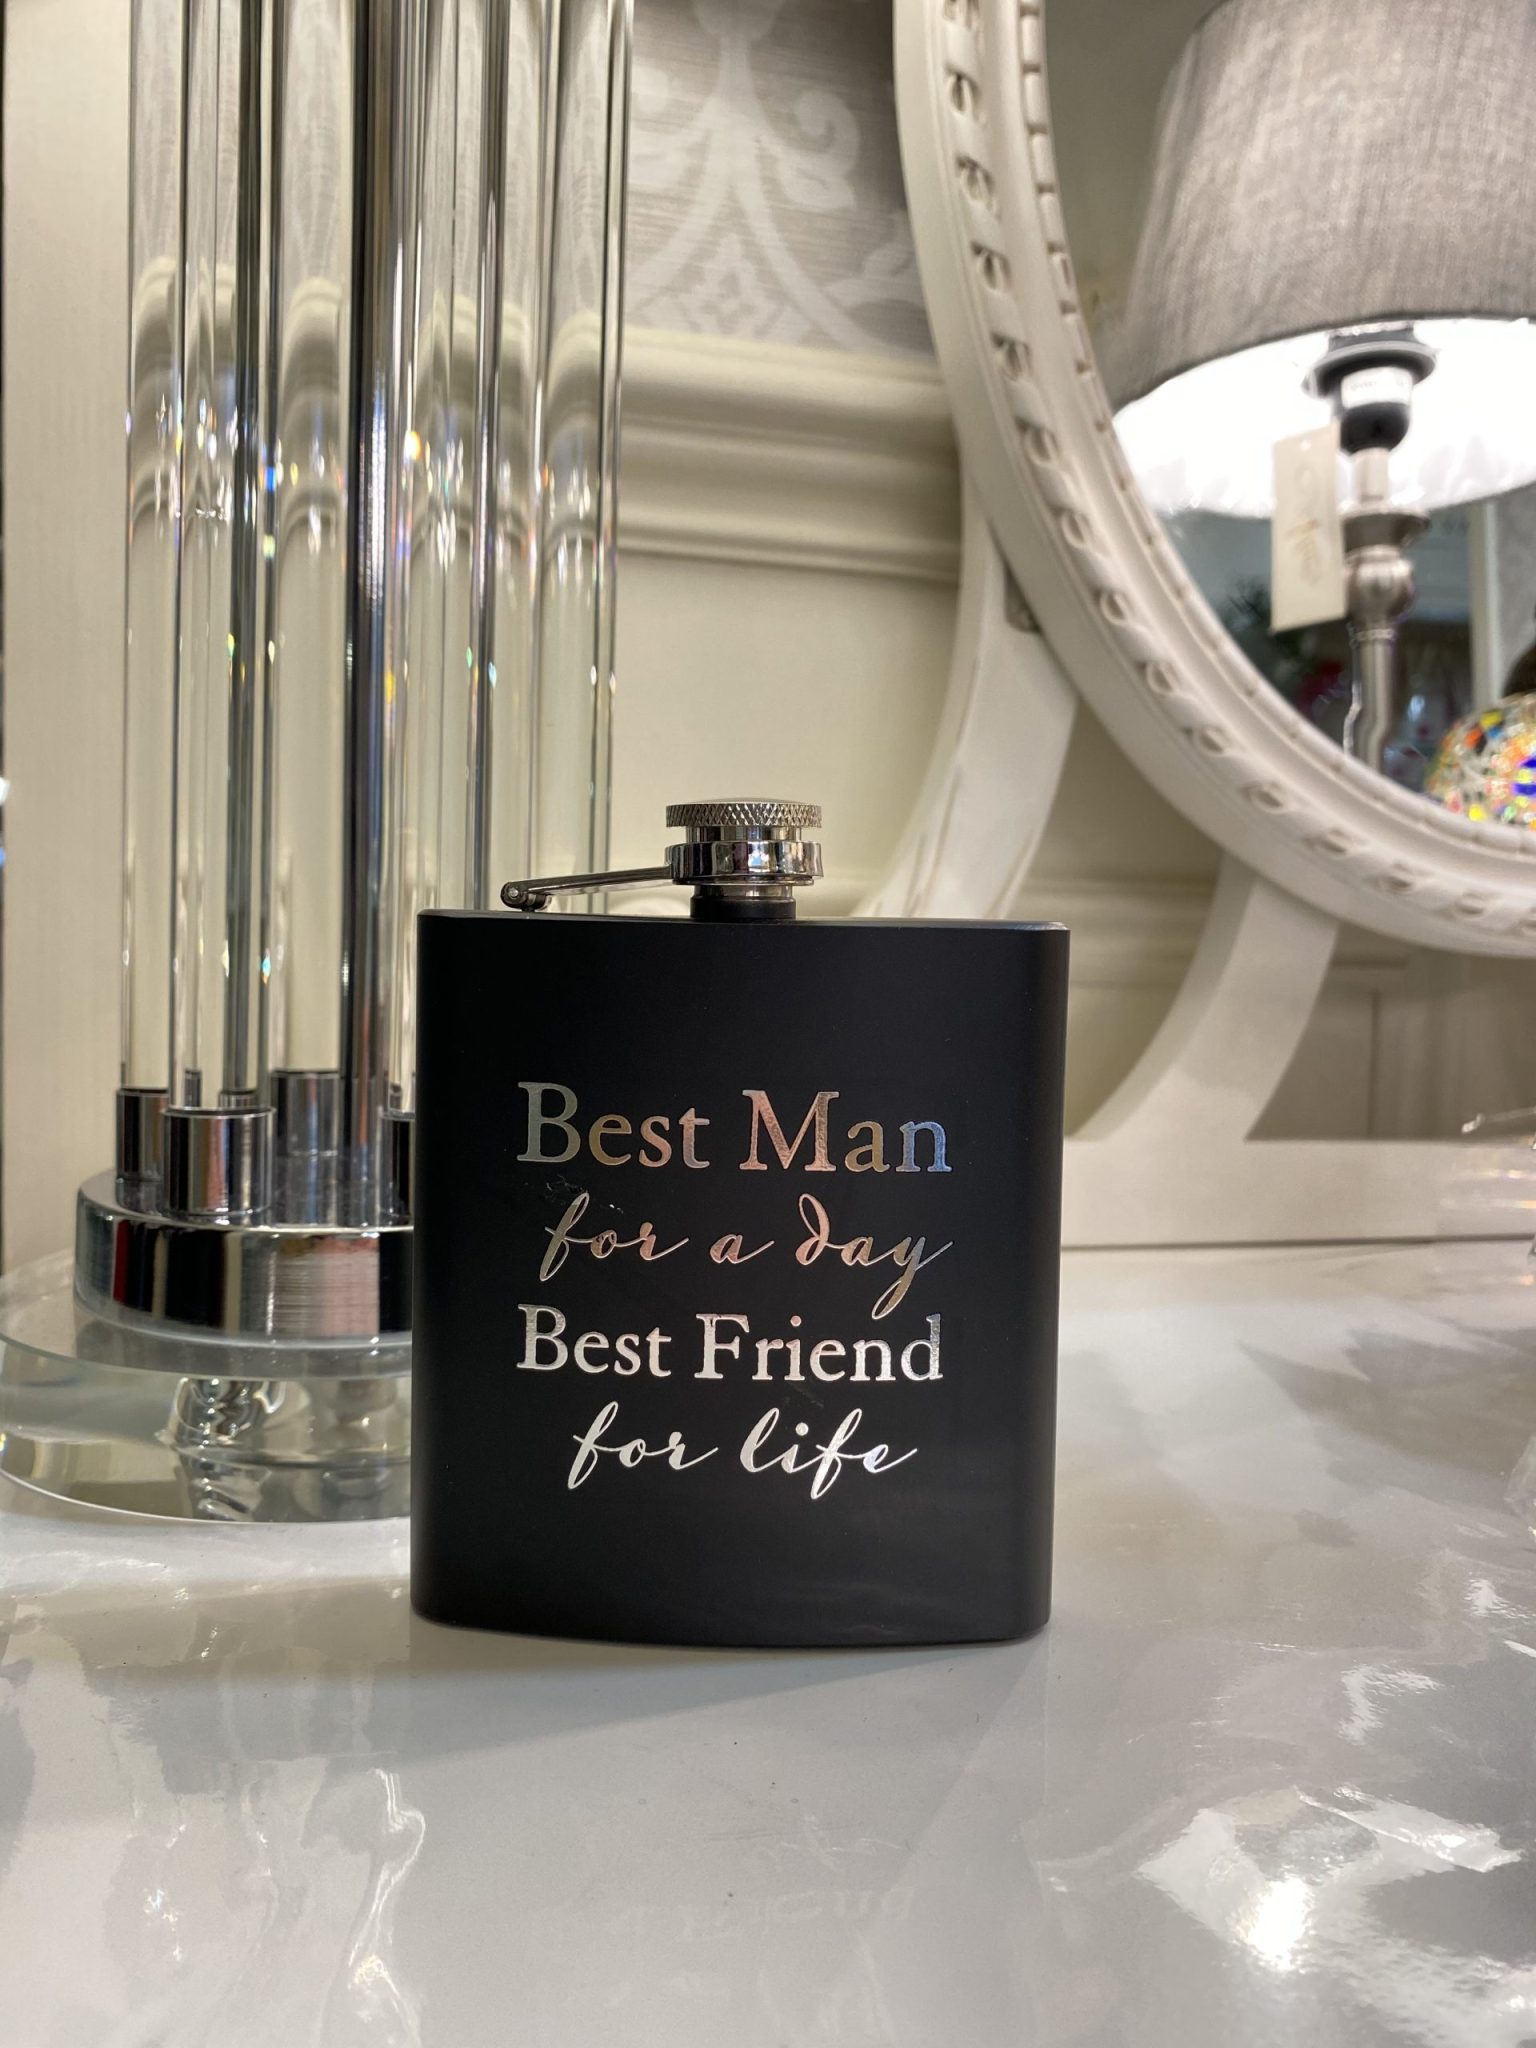 Best Man
for a day
Best Friend
for life